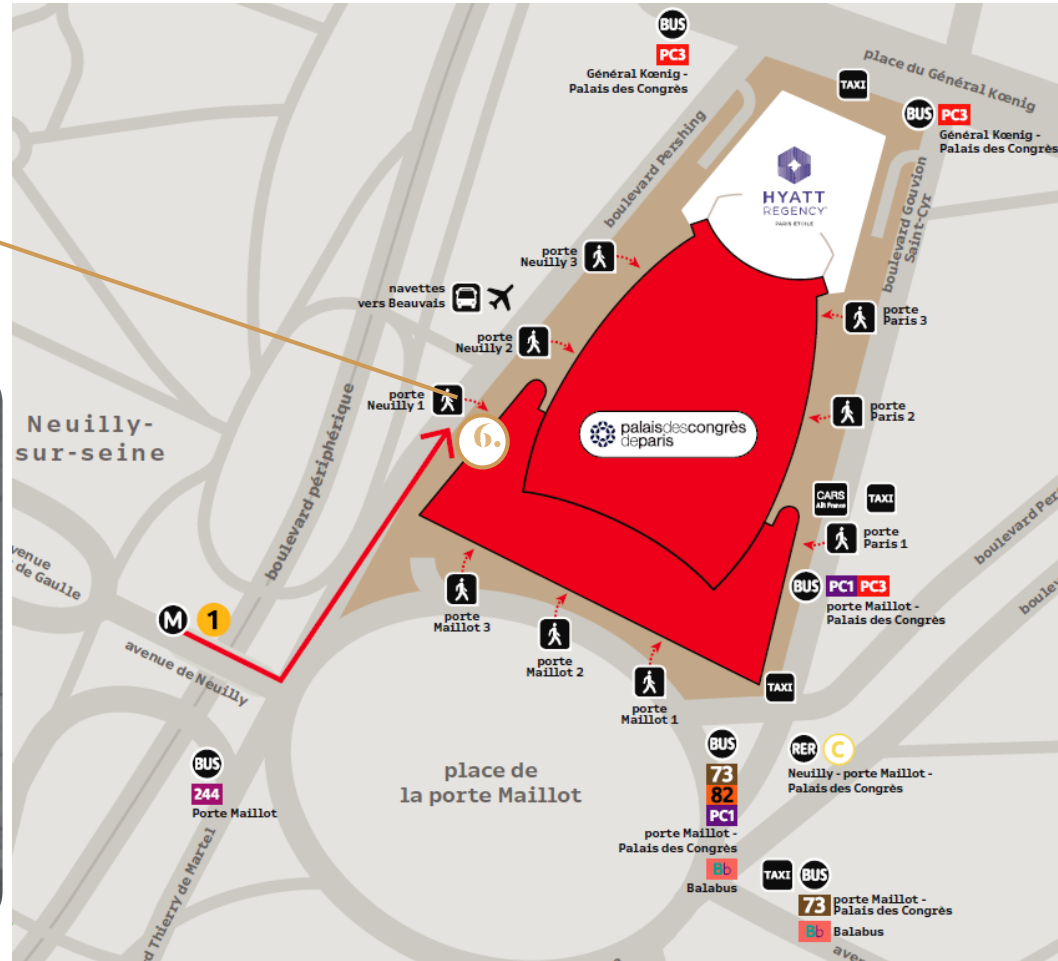 BUS
PC3
Général Kœnig -
Palais des Congrès
place du Général Kœnig
TAXI
BUS PC3
Général Kœnig -
Palais des Congrès
boulevard Pershing
HYATT
REGENCY
PARIS ÉTOILE
boulevard Gouvion
Saint-Cyr
porte
Neuilly 3
navettes
vers Beauvais
porte
Paris 3
porte
Neuilly 2
porte
Neuilly 1
6.
palaisdescongrès
deparis
porte
Paris 2
Neuilly-
sur-seine
boulevard périphérique
CARS
Air France
TAXI
porte
Paris 1
boulevard
avenue
de Gaulle
BUS PC1 PC3
porte Maillot -
Palais des Congrès
M 1
avenue de Neuilly
porte
Maillot 3
porte
Maillot 2
porte
Maillot 1
TAXI
BUS
244
Porte Maillot
place de
la porte Maillot
BUS
73
82
PC1
porte Maillot -
Palais des Congrès
Bb
Balabus
RER C
Neuilly - porte Maillot -
Palais des Congrès
TAXI BUS
73 porte Maillot -
Palais des Congrès
Bb Balabus
Thierry de Martel